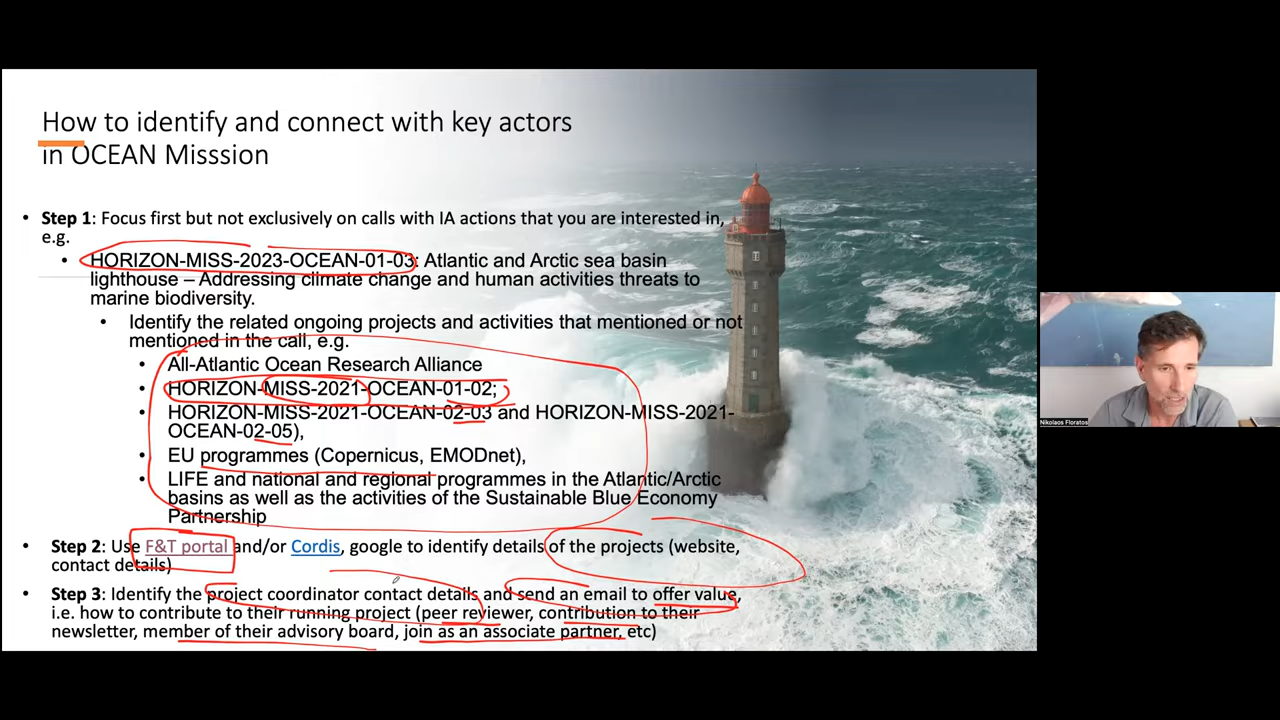 How to identify and connect with key actors
in OCEAN Misssion
• Step 1: Focus first but not exclusively on calls with IA actions that you are interested in,
e.g.
• HORIZON-MISS-2023-OCEAN-01-03: Atlantic and Arctic sea basin
lighthouse – Addressing climate change and human activities threats to
marine biodiversity.
• Identify the related ongoing projects and activities that mentioned or not
mentioned in the call, e.g.
• All-Atlantic Ocean Research Alliance
• HORIZON-MISS-2021-OCEAN-01-02;
• HORIZON-MISS-2021-OCEAN-02-03 and HORIZON-MISS-2021-
OCEAN-02-05),
• EU programmes (Copernicus, EMODnet),
• LIFE and national and regional programmes in the Atlantic/Arctic
basins as well as the activities of the Sustainable Blue Economy
Partnership
• Step 2: Use F&T portal and/or Cordis, google to identify details of the projects (website,
contact details)
• Step 3: Identify the project coordinator contact details and send an email to offer value,
i.e. how to contribute to their running project (peer reviewer, contribution to their
newsletter, member of their advisory board, join as an associate partner, etc)
Nikolaos Floratos